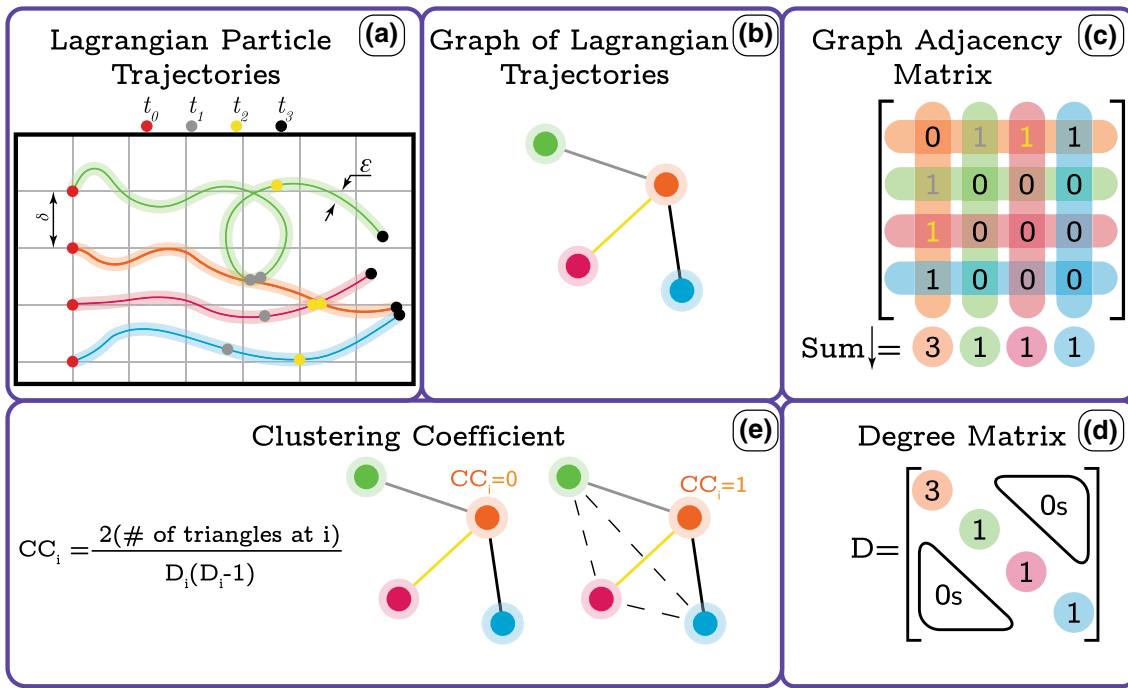 Lagrangian Particle
Trajectories
(a)
t₀ t₁ t₂ t₃
ε
δ
Graph of Lagrangian
Trajectories
(b)
Graph Adjacency
Matrix
(c)
0 1 1 1
1 0 0 0
1 0 0 0
1 0 0 0
Sum↓= 3 1 1 1
Clustering Coefficient
(e)
CCᵢ=0
CCᵢ=1
CCᵢ = 2(# of triangles at i)
Dᵢ(Dᵢ-1)
Degree Matrix
(d)
3
0s
1
D=
1
0s
1